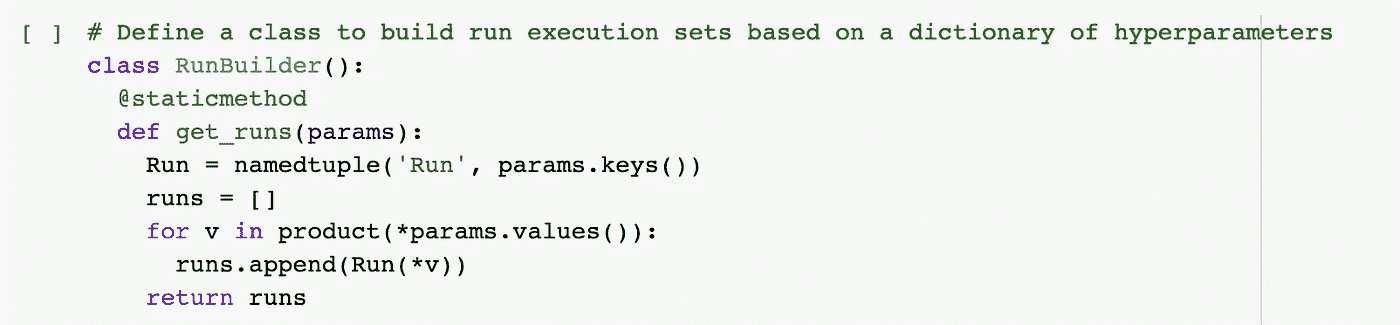 [ ] # Define a class to build run execution sets based on a dictionary of hyperparameters
class RunBuilder():
@staticmethod
def get_runs(params):
Run = namedtuple('Run', params.keys())
runs = []
for v in product(*params.values()):
runs.append(Run(*v))
return runs